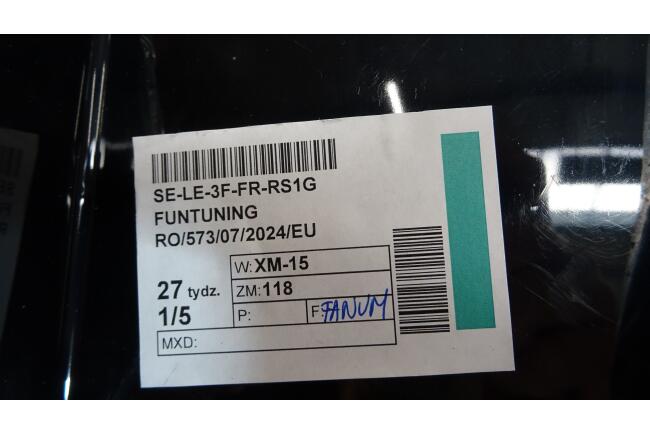 SE-LE-3F-FR-RS1G
FUNTUNING
RO/573/07/2024/EU
27 tydz.
1/5
W: XM-15
ZM: 118
P:
F: FANUM
MXD: